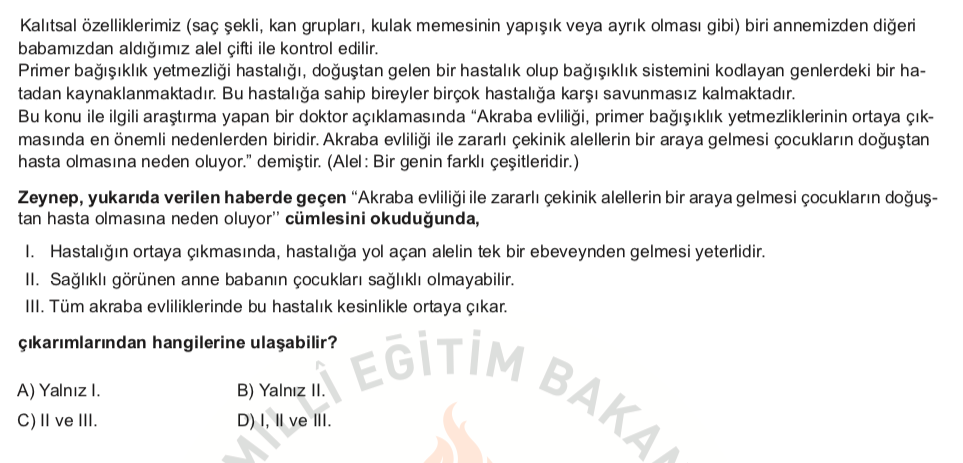 Kalıtsal özelliklerimiz (saç şekli, kan grupları, kulak memesinin yapışık veya ayrık olması gibi) biri annemizden diğeri
babamızdan aldığımız alel çifti ile kontrol edilir.
Primer bağışıklık yetmezliği hastalığı, doğuştan gelen bir hastalık olup bağışıklık sistemini kodlayan genlerdeki bir ha-
tadan kaynaklanmaktadır. Bu hastalığa sahip bireyler birçok hastalığa karşı savunmasız kalmaktadır.
Bu konu ile ilgili araştırma yapan bir doktor açıklamasında “Akraba evliliği, primer bağışıklık yetmezliklerinin ortaya çık-
masında en önemli nedenlerden biridir. Akraba evliliği ile zararlı çekinik alellerin bir araya gelmesi çocukların doğuştan
hasta olmasına neden oluyor.” demiştir. (Alel : Bir genin farklı çeşitleridir.)
Zeynep, yukarıda verilen haberde geçen “Akraba evliliği ile zararlı çekinik alellerin bir araya gelmesi çocukların doğuş-
tan hasta olmasına neden oluyor’’ cümlesini okuduğunda,
I. Hastalığın ortaya çıkmasında, hastalığa yol açan alelin tek bir ebeveynden gelmesi yeterlidir.
II. Sağlıklı görünen anne babanın çocukları sağlıklı olmayabilir.
III. Tüm akraba evliliklerinde bu hastalık kesinlikle ortaya çıkar.
çıkarımlarından hangilerine ulaşabilir?
A) Yalnız I. B) Yalnız II.
C) II ve III. D) I, II ve III.
MİLLÎ EĞİTİM BAKAN